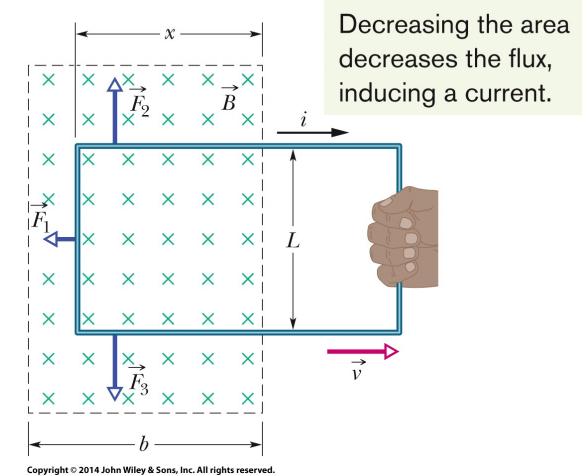 Decreasing the area
decreases the flux,
inducing a current.
x
F₂
B
i
F₁
L
F₃
v
b
Copyright © 2014 John Wiley & Sons, Inc. All rights reserved.